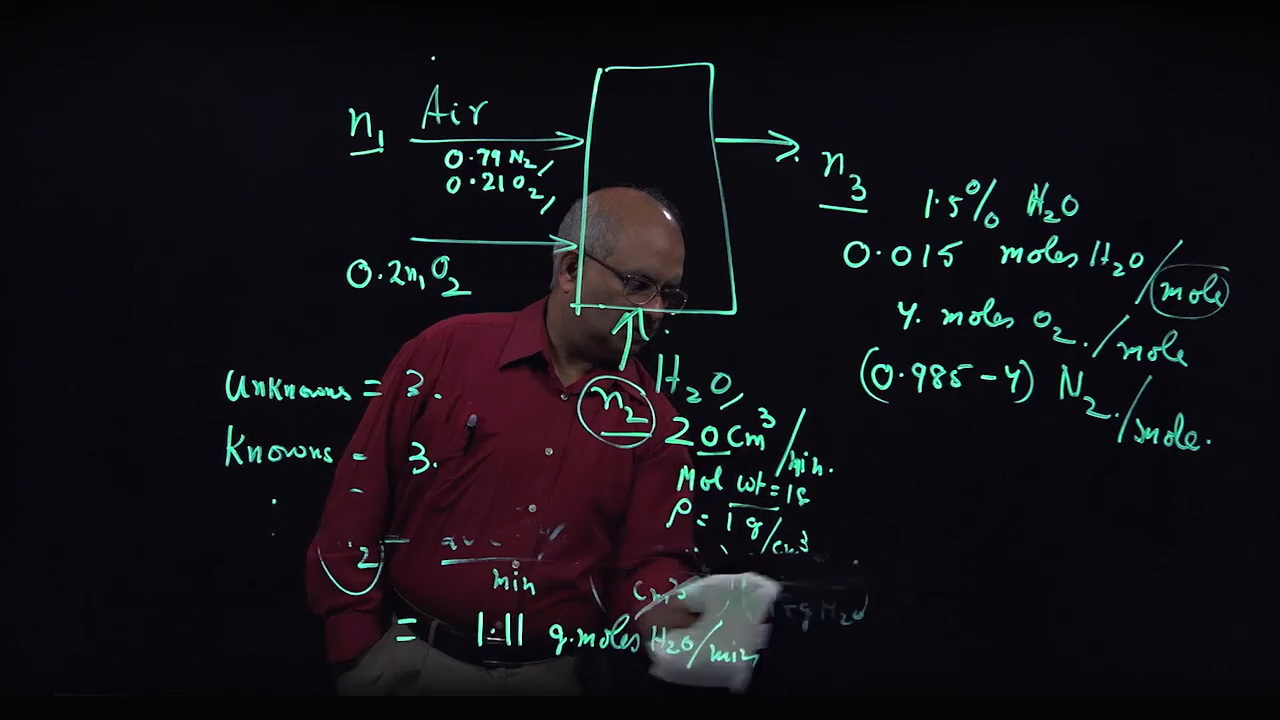 n₁ Air
0.79 N₂,
0.21 O₂,
0.2n₁ O₂
n₃ 1.5% H₂O
0.015 moles H₂O/mole
y. moles O₂./mole
(0.985-y) N₂./mole.
Unknowns = 3.
Knowns = 3.
n₂ H₂O,
20 cm³/min.
Mol wt = 18
ρ = 1 g/cm³
min
cm³
g H₂O
= 1.11 g.moles H₂O/min